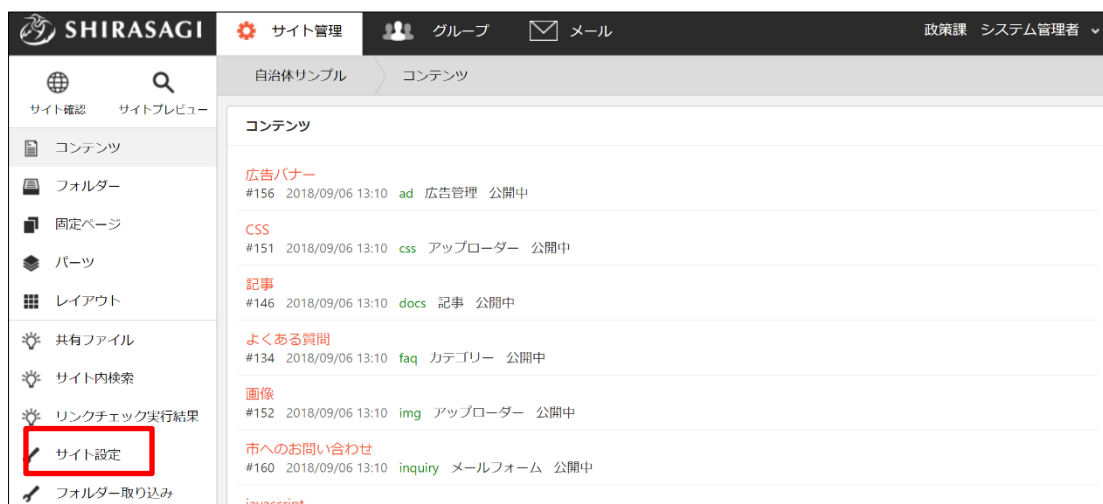 SHIRASAGI
サイト管理
グループ
メール
政策課 システム管理者
サイト確認
サイトプレビュー
コンテンツ
フォルダー
固定ページ
パーツ
レイアウト
共有ファイル
サイト内検索
リンクチェック実行結果
サイト設定
フォルダー取り込み
自治体サンプル
コンテンツ
コンテンツ
広告バナー
#156 2018/09/06 13:10 ad 広告管理 公開中
CSS
#151 2018/09/06 13:10 css アップローダー 公開中
記事
#146 2018/09/06 13:10 docs 記事 公開中
よくある質問
#134 2018/09/06 13:10 faq カテゴリー 公開中
画像
#152 2018/09/06 13:10 img アップローダー 公開中
市へのお問い合わせ
#160 2018/09/06 13:10 inquiry メールフォーム 公開中
javascript